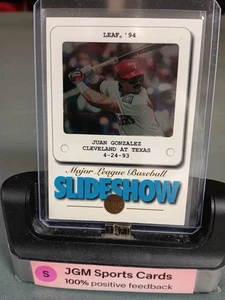 LEAF, '94
JUAN GONZALEZ
CLEVELAND AT TEXAS
4-24-93
Major League Baseball
SLIDESHOW
S
JGM Sports Cards
100% positive feedback